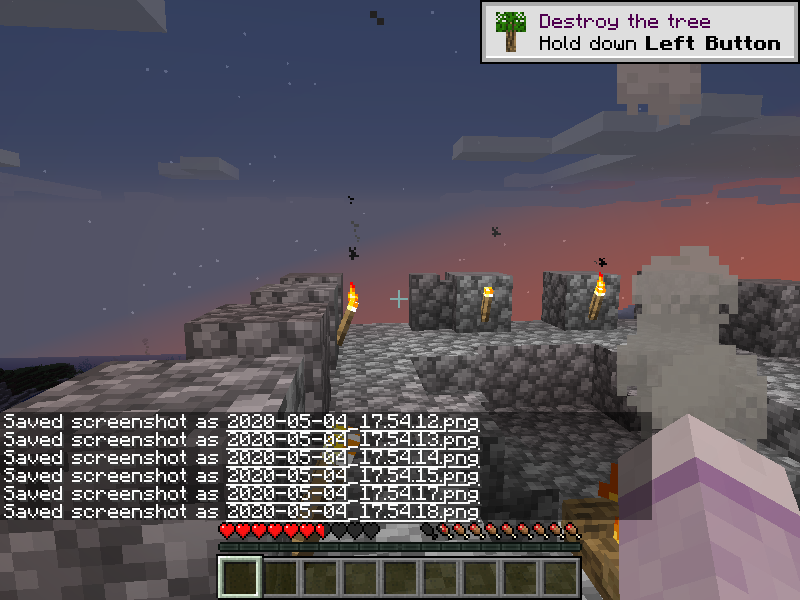 Destroy the tree
Hold down Left Button
Saved screenshot as 2020-05-04_17.54.12.png
Saved screenshot as 2020-05-04_17.54.13.png
Saved screenshot as 2020-05-04_17.54.14.png
Saved screenshot as 2020-05-04_17.54.15.png
Saved screenshot as 2020-05-04_17.54.17.png
Saved screenshot as 2020-05-04_17.54.18.png